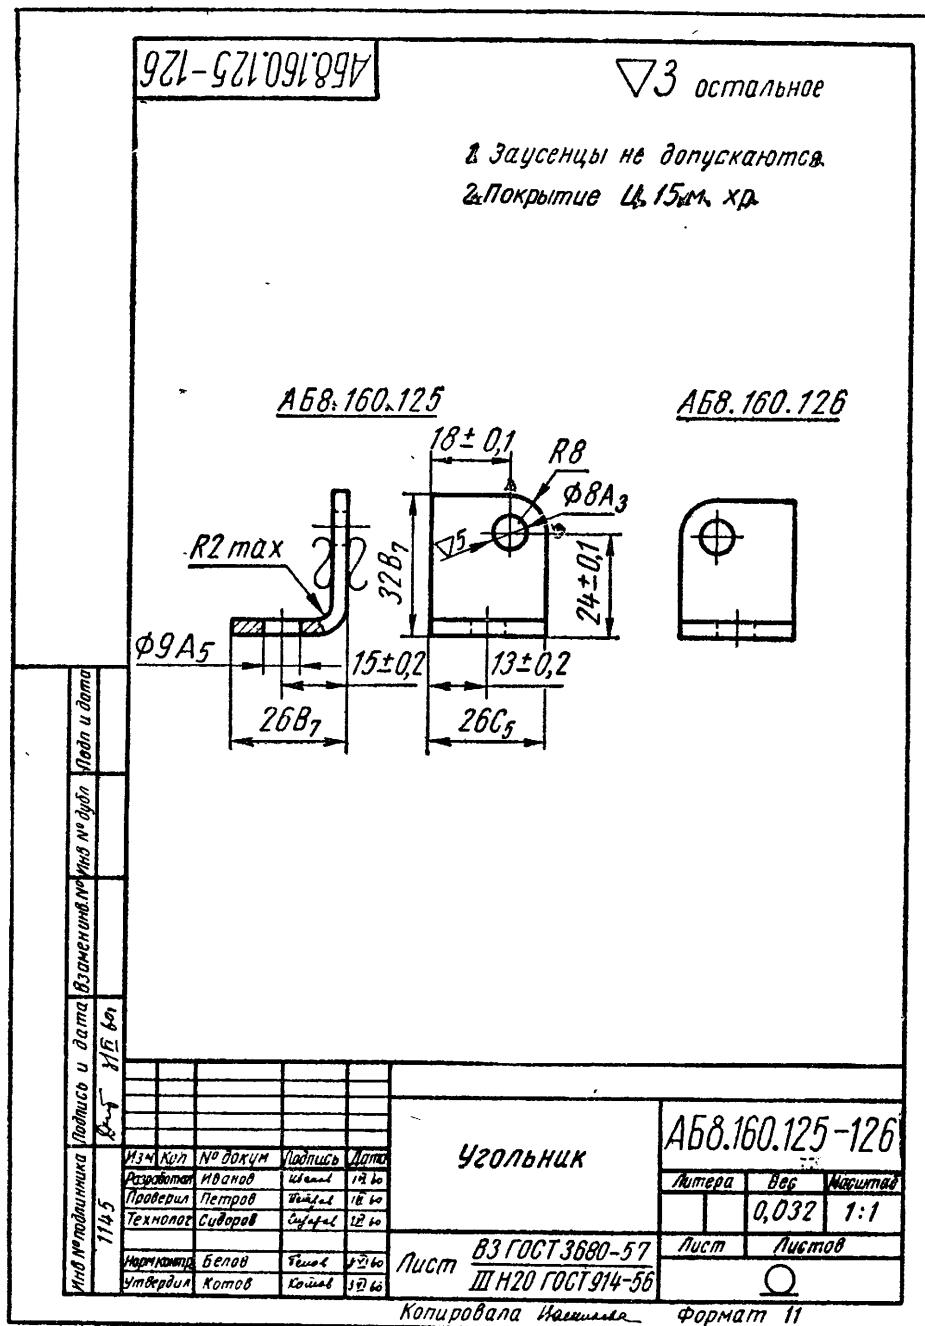 АБ8.160.125-126
▽3 остальное
1. Заусенцы не допускаются.
2. Покрытие Ц. 15 м. хр.
АБ8.160.125
АБ8.160.126
18±0,1
R8
ϕ8А3
▽5
R2 max
32В7
24±0,1
ϕ9А5
15±0,2
13±0,2
26В7
26С5
Подп и дата
Инв № дубл
Взамен инв. №
Подпись и дата
Инв № подлинника
1145
Изм Кол № докум Подпись Дата
Разработал Иванов
Проверил Петров
Технолог Сидоров
Норм контр Белов
Утвердил Котов
Угольник
АБ8.160.125-126
Литера Вес Масштаб
0,032 1:1
Лист Листов
Лист В3 ГОСТ 3680-57
III Н20 ГОСТ 914-56
Копировала формат 11